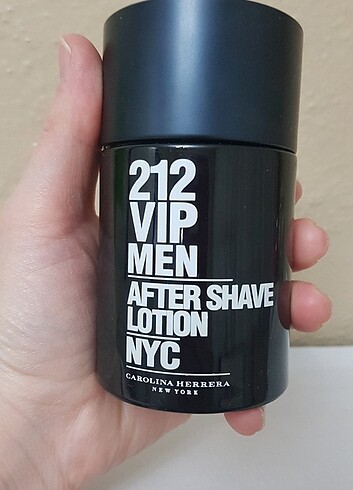 212
VIP
MEN
AFTER SHAVE
LOTION
NYC
CAROLINA HERRERA
NEW YORK